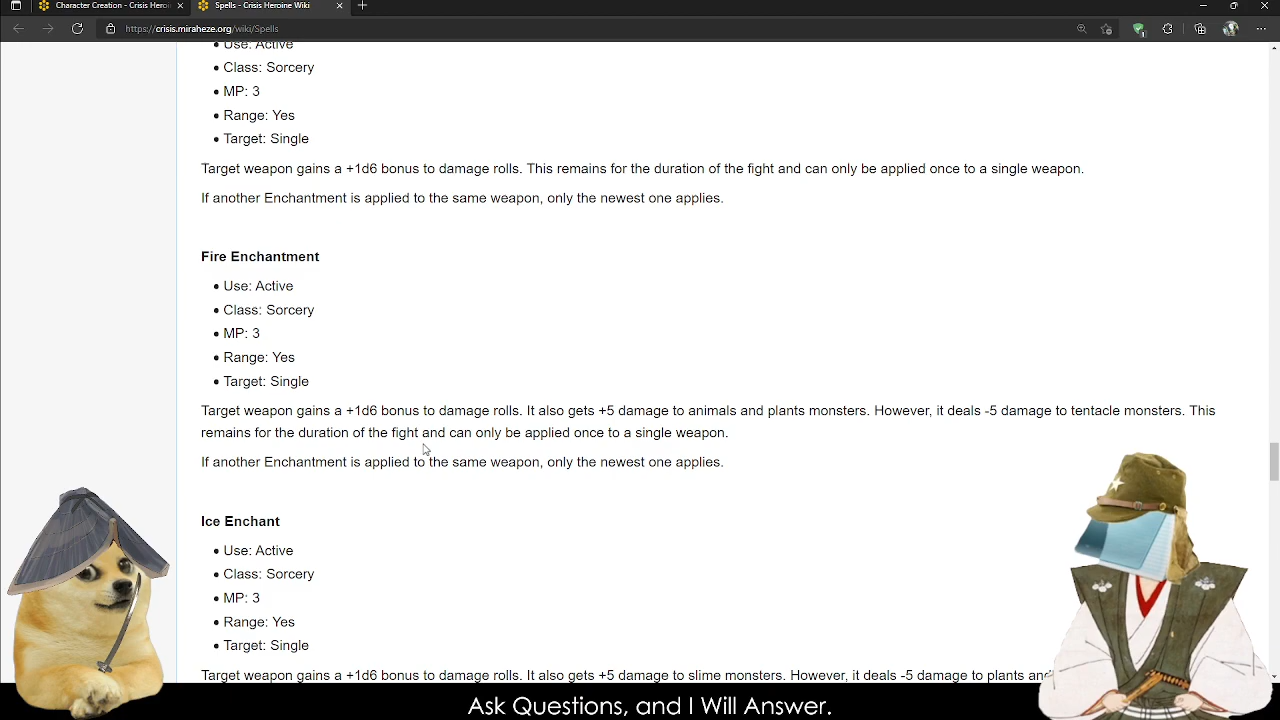 Character Creation - Crisis Heroi
Spells - Crisis Heroine Wiki
https://crisis.miraheze.org/wiki/Spells
Use: Active
Class: Sorcery
MP: 3
Range: Yes
Target: Single
Target weapon gains a +1d6 bonus to damage rolls. This remains for the duration of the fight and can only be applied once to a single weapon.
If another Enchantment is applied to the same weapon, only the newest one applies.
Fire Enchantment
Use: Active
Class: Sorcery
MP: 3
Range: Yes
Target: Single
Target weapon gains a +1d6 bonus to damage rolls. It also gets +5 damage to animals and plants monsters. However, it deals -5 damage to tentacle monsters. This
remains for the duration of the fight and can only be applied once to a single weapon.
If another Enchantment is applied to the same weapon, only the newest one applies.
Ice Enchant
Use: Active
Class: Sorcery
MP: 3
Range: Yes
Target: Single
Target weapon gains a +1d6 bonus to damage rolls. It also gets +5 damage to slime monsters. However, it deals -5 damage to plants and
Ask Questions, and I Will Answer.